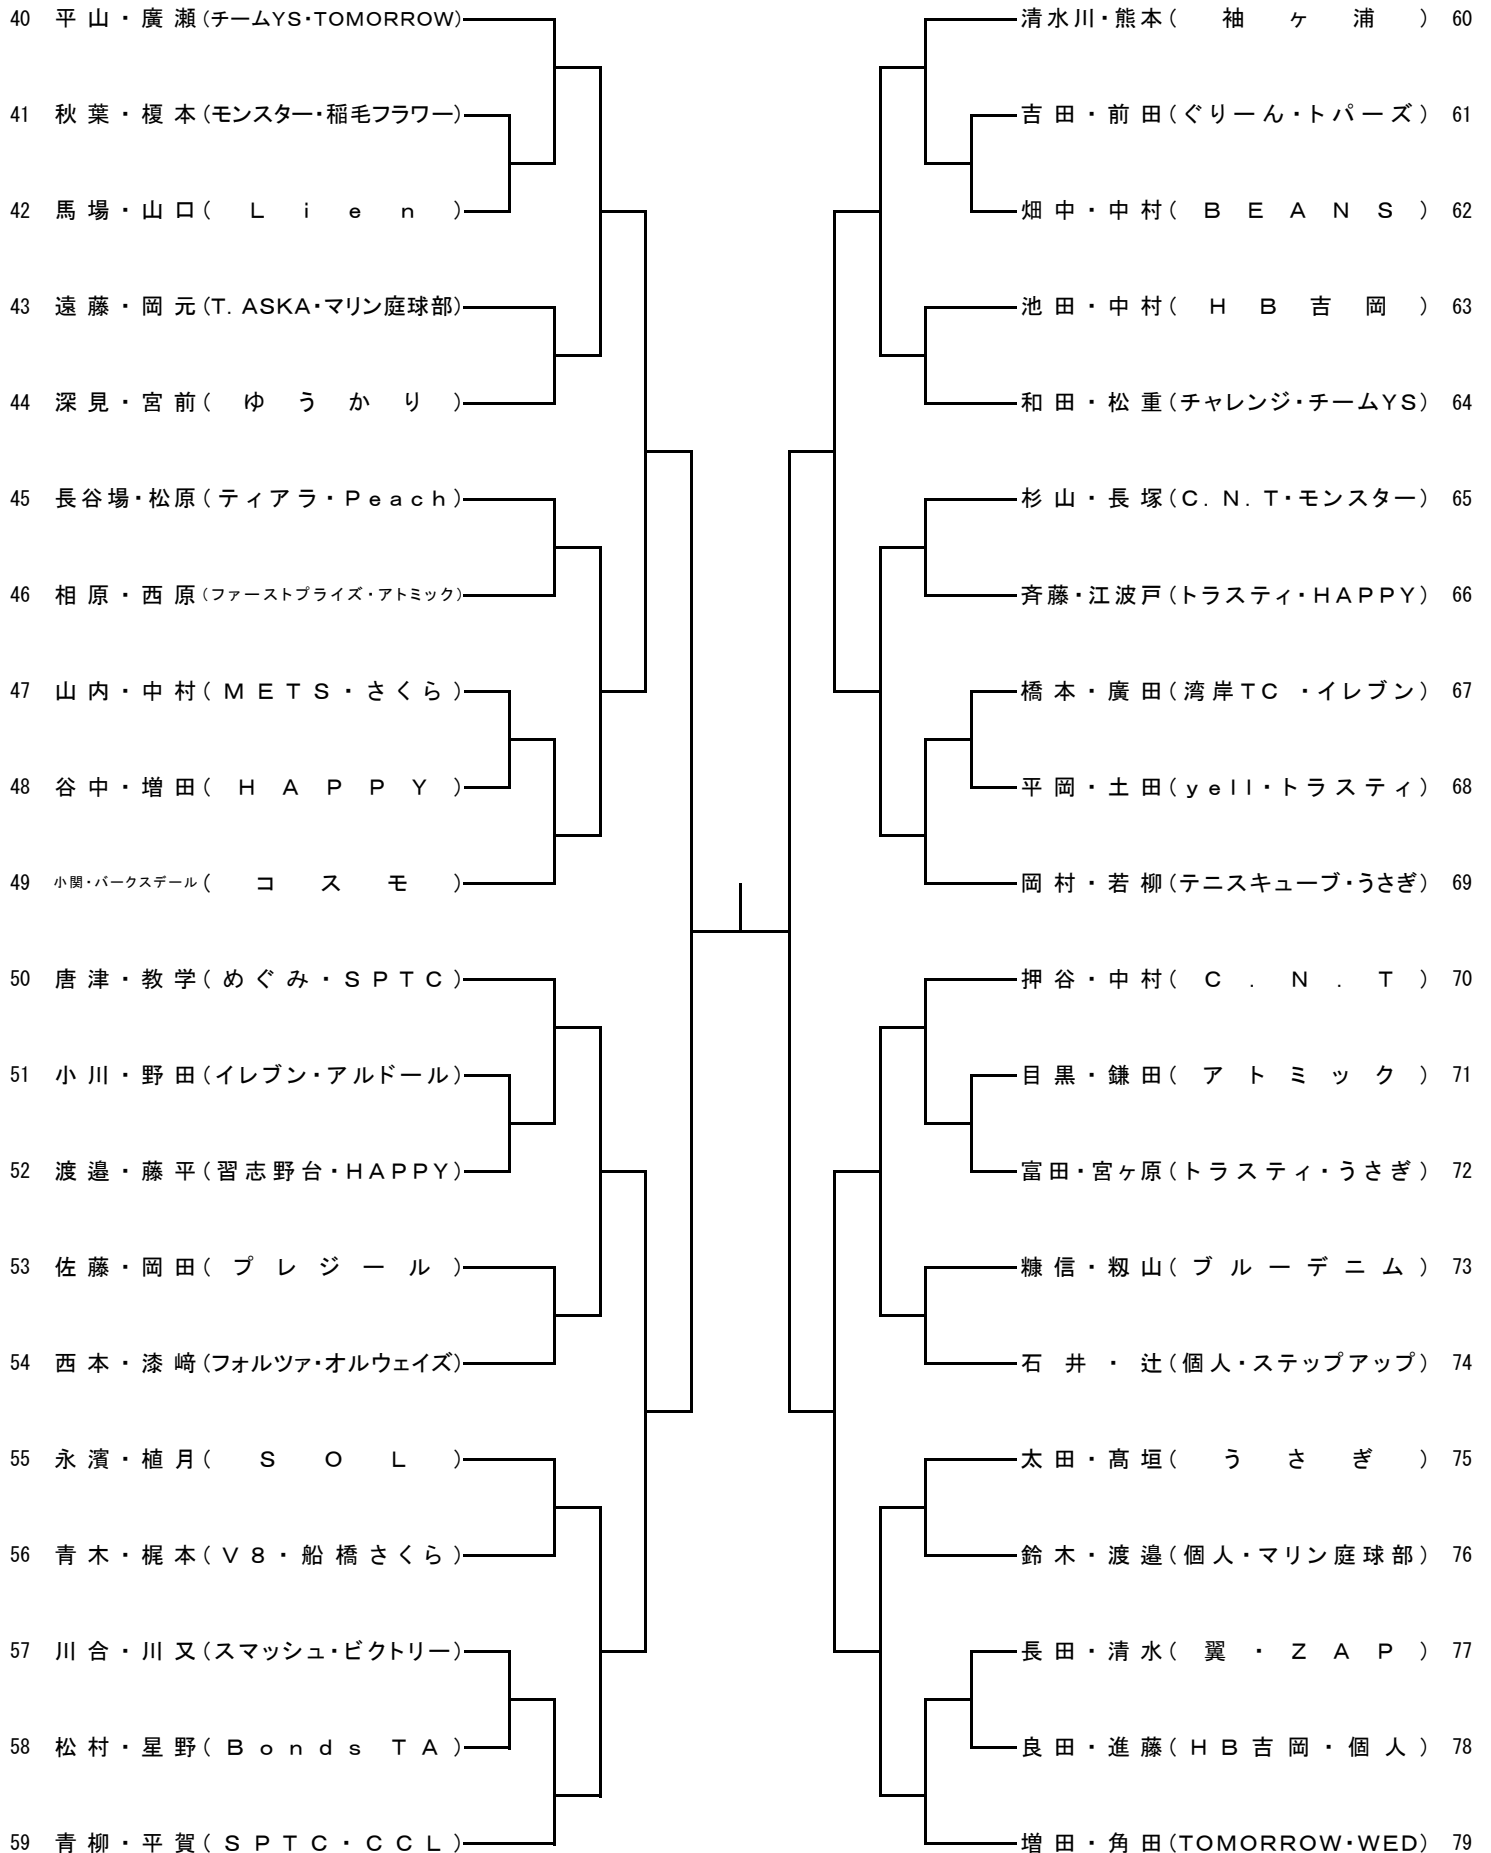 40 平山・廣瀬(チームYS・TOMORROW)
41 秋葉・榎本(モンスター・稲毛フラワー)
42 馬場・山口(Lien)
43 遠藤・岡元(T.ASKA・マリン庭球部)
44 深見・宮前(ゆうかり)
45 長谷場・松原(ティアラ・Peach)
46 相原・西原(ファーストプライズ・アトミック)
47 山内・中村(METS・さくら)
48 谷中・増田(HAPPY)
49 小関・バークスデール(コスモ)
50 唐津・教学(めぐみ・SPTC)
51 小川・野田(イレブン・アルドール)
52 渡邉・藤平(習志野台・HAPPY)
53 佐藤・岡田(プレジール)
54 西本・漆﨑(フォルツァ・オルウェイズ)
55 永濱・植月(SOL)
56 青木・梶本(V8・船橋さくら)
57 川合・川又(スマッシュ・ビクトリー)
58 松村・星野(Bonds TA)
59 青柳・平賀(SPTC・CCL)
清水川・熊本(袖ヶ浦) 60
吉田・前田(ぐりーん・トパーズ) 61
畑中・中村(BEANS) 62
池田・中村(HB吉岡) 63
和田・松重(チャレンジ・チームYS) 64
杉山・長塚(C.N.T・モンスター) 65
斉藤・江波戸(トラスティ・HAPPY) 66
橋本・廣田(湾岸TC・イレブン) 67
平岡・土田(yell・トラスティ) 68
岡村・若柳(テニスキューブ・うさぎ) 69
押谷・中村(C.N.T) 70
目黒・鎌田(アトミック) 71
富田・宮ヶ原(トラスティ・うさぎ) 72
糠信・籾山(ブルーデニム) 73
石井・辻(個人・ステップアップ) 74
太田・髙垣(うさぎ) 75
鈴木・渡邉(個人・マリン庭球部) 76
長田・清水(翼・ZAP) 77
良田・進藤(HB吉岡・個人) 78
増田・角田(TOMORROW・WED) 79